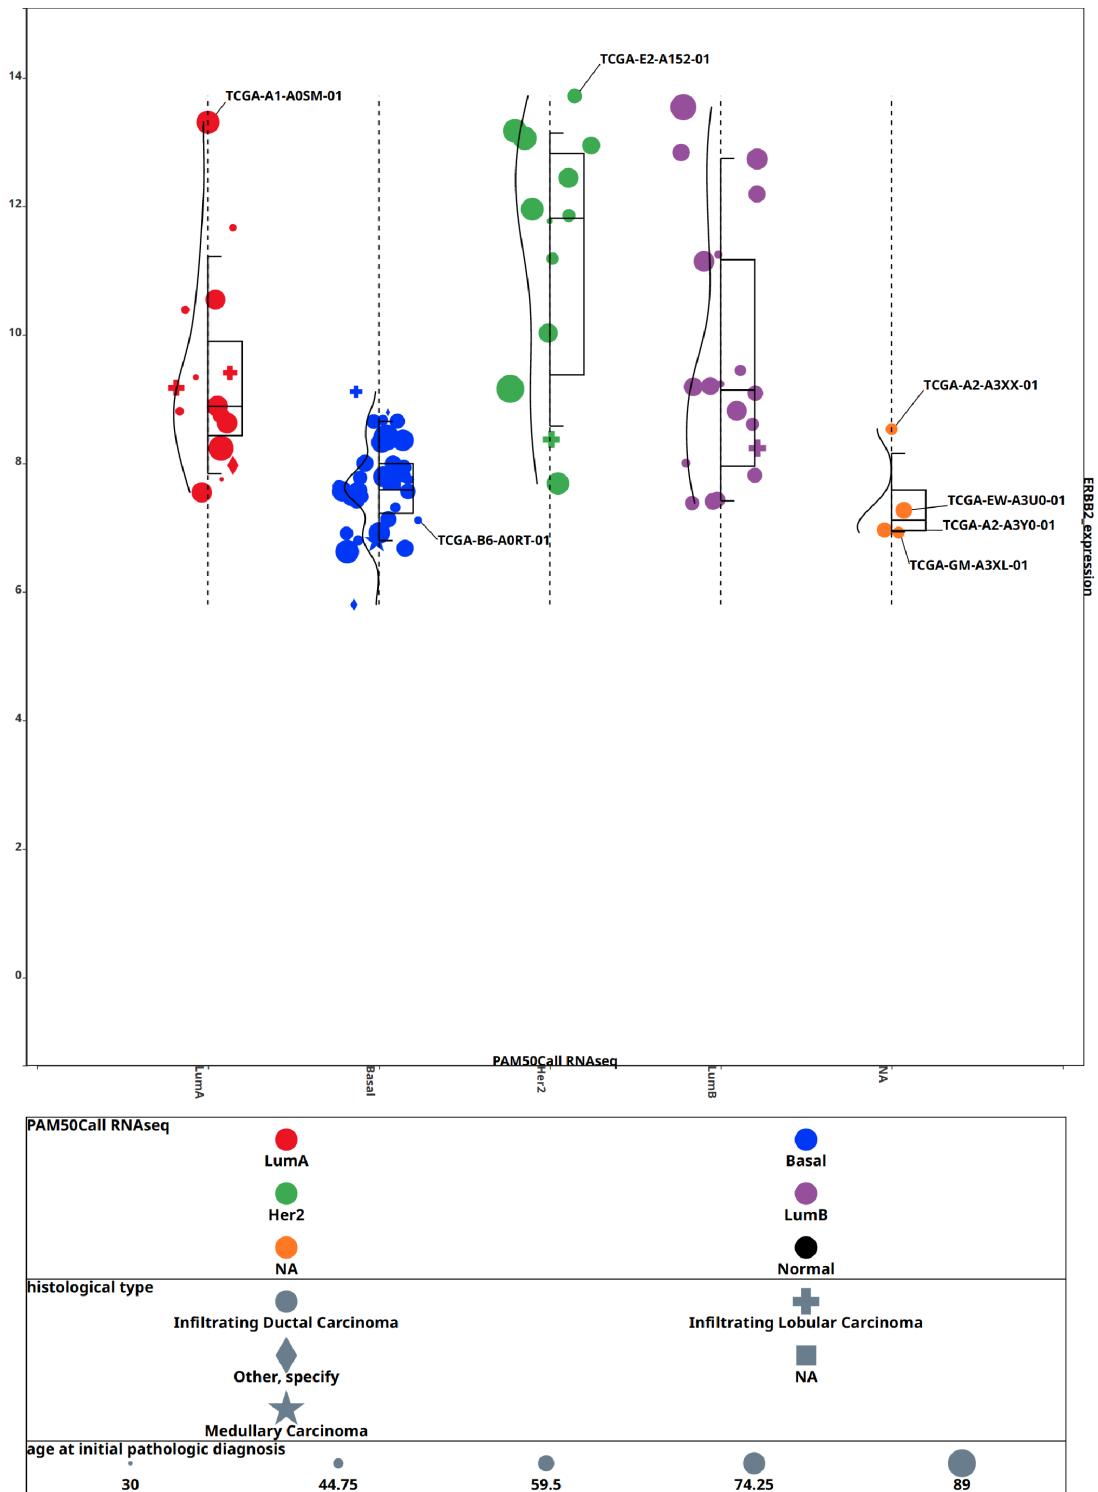 TCGA-E2-A152-01
14
TCGA-A1-A0SM-01
12
10
TCGA-A2-A3XX-01
8
TCGA-EW-A3U0-01
TCGA-A2-A3Y0-01
TCGA-B6-A0RT-01
TCGA-GM-A3XL-01
ERBB2_expression
6
4
2
0
PAM50Call RNAseq
LumA
Basal
Her2
LumB
NA
PAM50Call RNAseq
LumA
Basal
Her2
LumB
NA
Normal
histological type
Infiltrating Ductal Carcinoma
Infiltrating Lobular Carcinoma
Other, specify
NA
Medullary Carcinoma
age at initial pathologic diagnosis
30
44.75
59.5
74.25
89